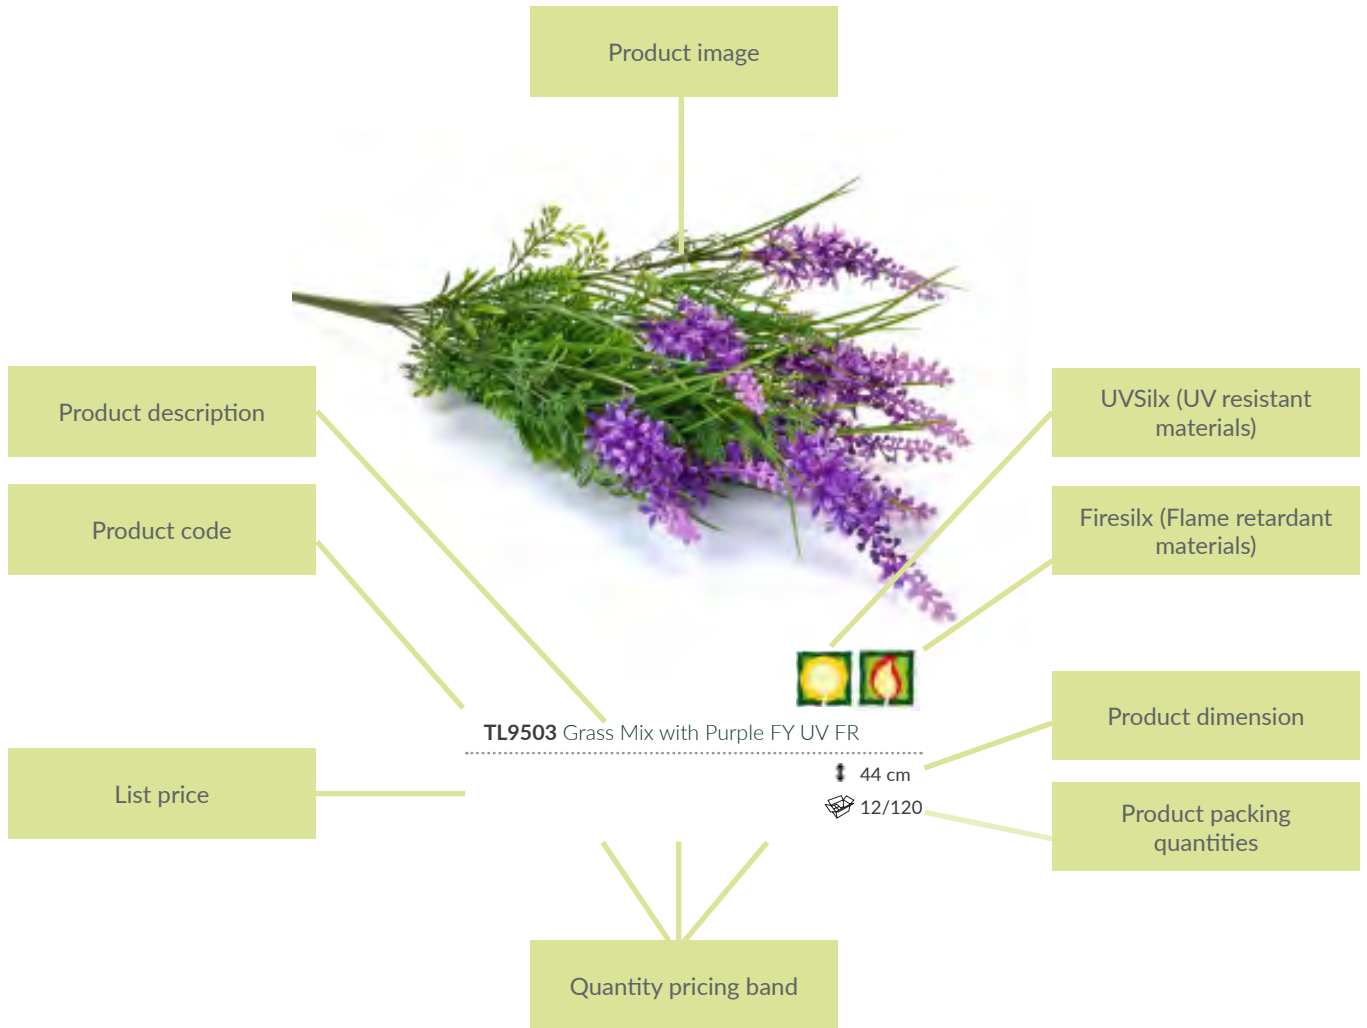 Product image
Product description
UVSilx (UV resistant
materials)
Product code
Firesilx (Flame retardant
materials)
TL9503 Grass Mix with Purple FY UV FR
Product dimension
44 cm
List price
12/120
Product packing
quantities
Quantity pricing band